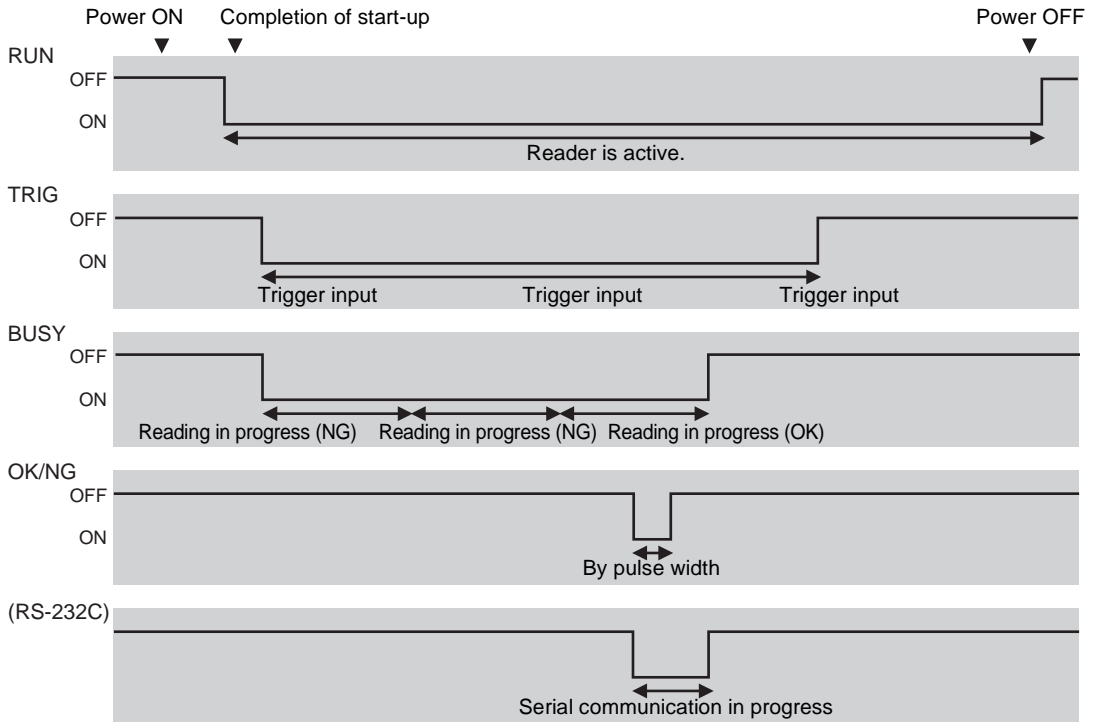 Power ON Completion of start-up Power OFF
RUN
OFF
ON
Reader is active.
TRIG
OFF
ON
Trigger input Trigger input Trigger input
BUSY
OFF
ON
Reading in progress (NG) Reading in progress (NG) Reading in progress (OK)
OK/NG
OFF
ON
By pulse width
(RS-232C)
Serial communication in progress